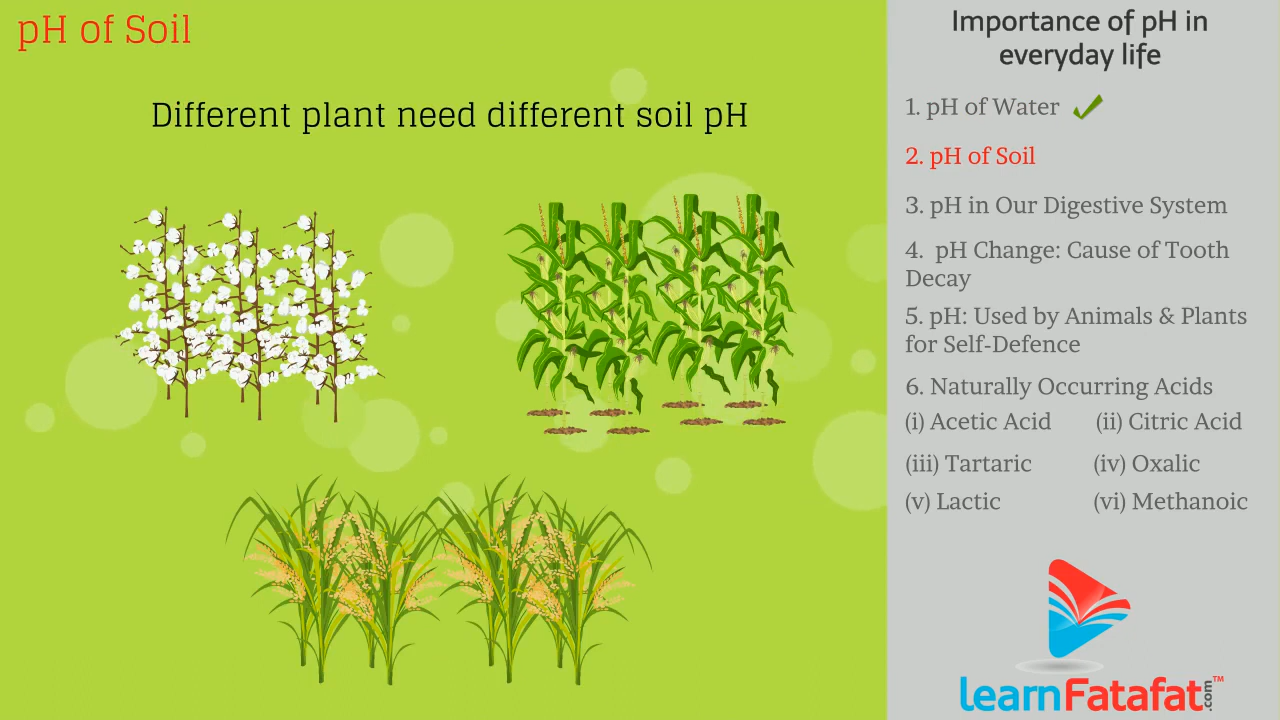 pH of Soil
Different plant need different soil pH
Importance of pH in
everyday life
1. pH of Water
2. pH of Soil
3. pH in Our Digestive System
4. pH Change: Cause of Tooth
Decay
5. pH: Used by Animals & Plants
for Self-Defence
6. Naturally Occurring Acids
(i) Acetic Acid (ii) Citric Acid
(iii) Tartaric (iv) Oxalic
(v) Lactic (vi) Methanoic
learnFatafat.com™